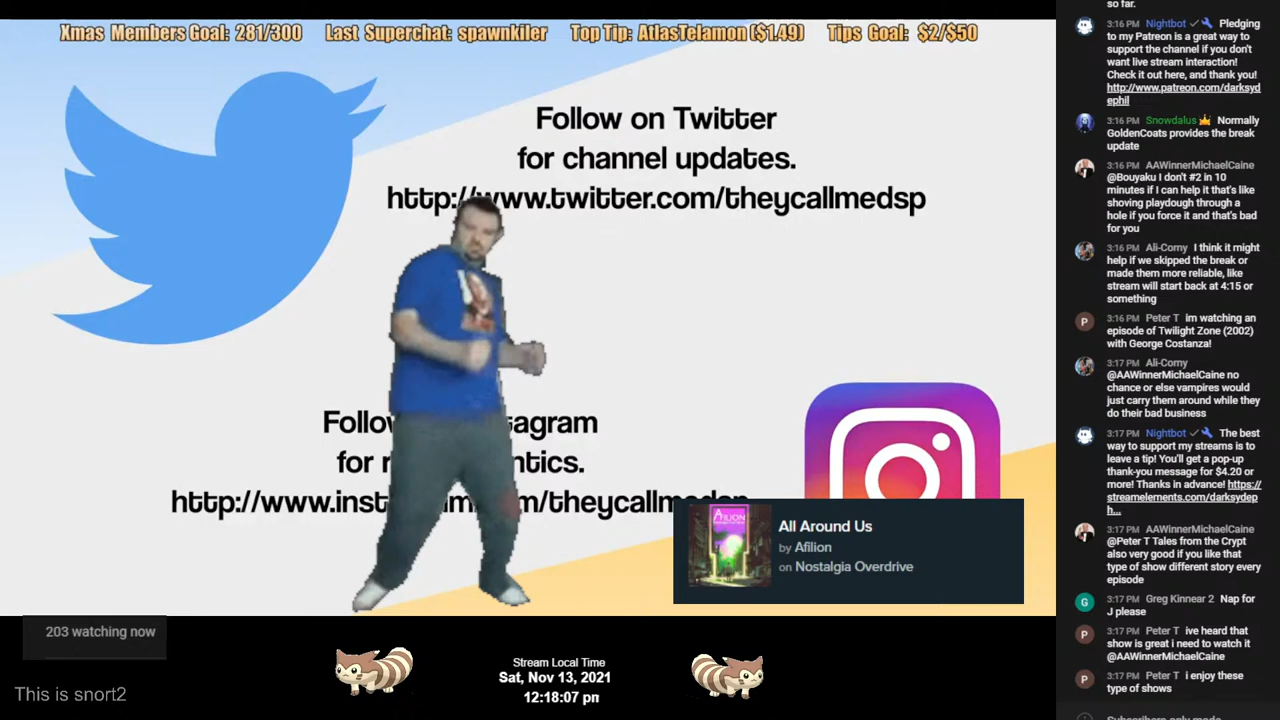 Xmas Members Goal: 281/300 Last Superchat: spawnkiler Top Tip: AtlasTelamon ($1.49) Tips Goal: $2/$50
Follow on Twitter
for channel updates.
http://www.twitter.com/theycallmedsp
All Around Us
by Afilion
on Nostalgia Overdrive
203 watching now
This is snort2
Stream Local Time
Sat, Nov 13, 2021
12:18:07 pm
so far.
3:16 PM Nightbot Pledging
to my Patreon is a great way to
support the channel if you don't
want live stream interaction!
Check it out here, and thank you!
http://www.patreon.com/darksyd
ephil
3:16 PM Snowdalus Normally
GoldenCoats provides the break
update
3:16 PM AAWinnerMichaelCaine
@Bouyaku I don't #2 in 10
minutes if I can help it that's like
shoving playdough through a
hole if you force it and that's bad
for you
3:16 PM Ali-Corny I think it might
help if we skipped the break or
made them more reliable, like
stream will start back at 4:15 or
something
P
3:16 PM Peter T im watching an
episode of Twilight Zone (2002)
with George Costanza!
3:17 PM Ali-Corny
@AAWinnerMichaelCaine no
chance or else vampires would
just carry them around while they
do their bad business
3:17 PM Nightbot The best
way to support my streams is to
leave a tip! You'll get a pop-up
thank-you message for $4.20 or
more! Thanks in advance! https://
streamelements.com/darksydep
h...
3:17 PM AAWinnerMichaelCaine
@Peter T Tales from the Crypt
also very good if you like that
type of show different story every
episode
G
3:17 PM Greg Kinnear 2 Nap for
J please
P
3:17 PM Peter T ive heard that
show is great i need to watch it
@AAWinnerMichaelCaine
P
3:17 PM Peter T i enjoy these
type of shows